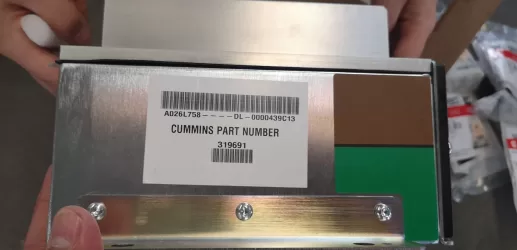 A026L758----DL-0000439C13
CUMMINS PART NUMBER
319691